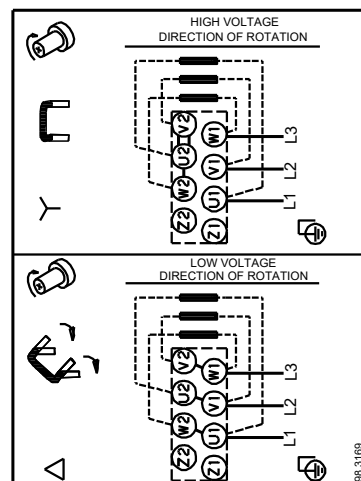 HIGH VOLTAGE
DIRECTION OF ROTATION
V2
W1
L3
U2
V1
L2
W2
U1
L1
Z2
Z1
LOW VOLTAGE
DIRECTION OF ROTATION
V2
W1
L3
U2
V1
L2
W2
U1
L1
Z2
Z1
98.3169